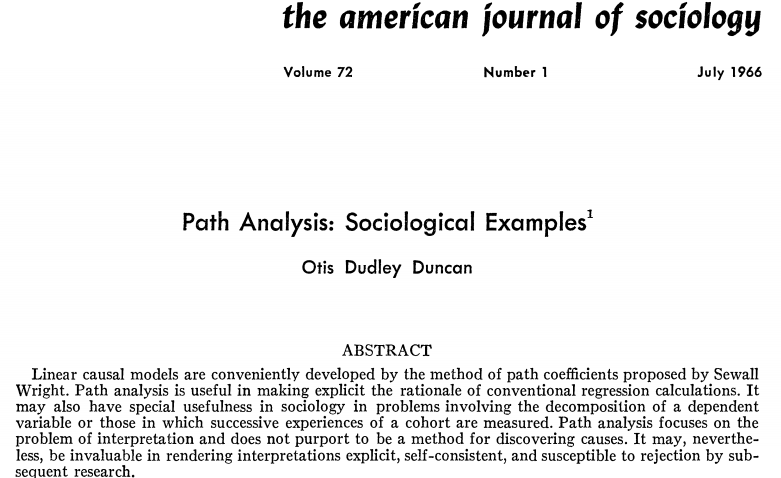 the american journal of sociology
Volume 72 Number 1 July 1966
Path Analysis: Sociological Examples¹
Otis Dudley Duncan
ABSTRACT
Linear causal models are conveniently developed by the method of path coefficients proposed by Sewall
Wright. Path analysis is useful in making explicit the rationale of conventional regression calculations. It
may also have special usefulness in sociology in problems involving the decomposition of a dependent
variable or those in which successive experiences of a cohort are measured. Path analysis focuses on the
problem of interpretation and does not purport to be a method for discovering causes. It may, neverthe-
less, be invaluable in rendering interpretations explicit, self-consistent, and susceptible to rejection by sub-
sequent research.